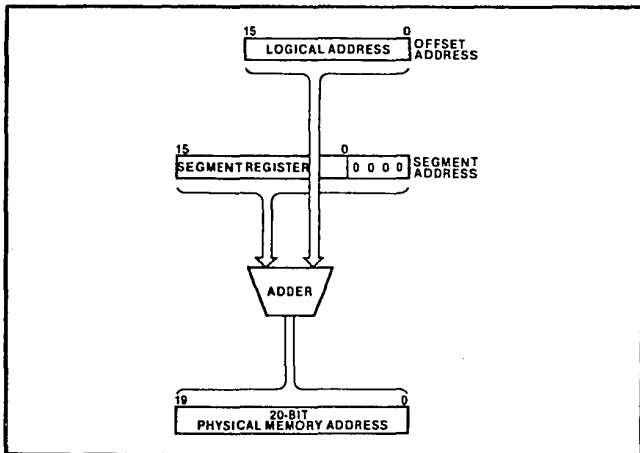 15 0
LOGICAL ADDRESS
OFFSET
ADDRESS
15 0
SEGMENT REGISTER
0 0 0 0
SEGMENT
ADDRESS
ADDER
19 0
20-BIT
PHYSICAL MEMORY ADDRESS